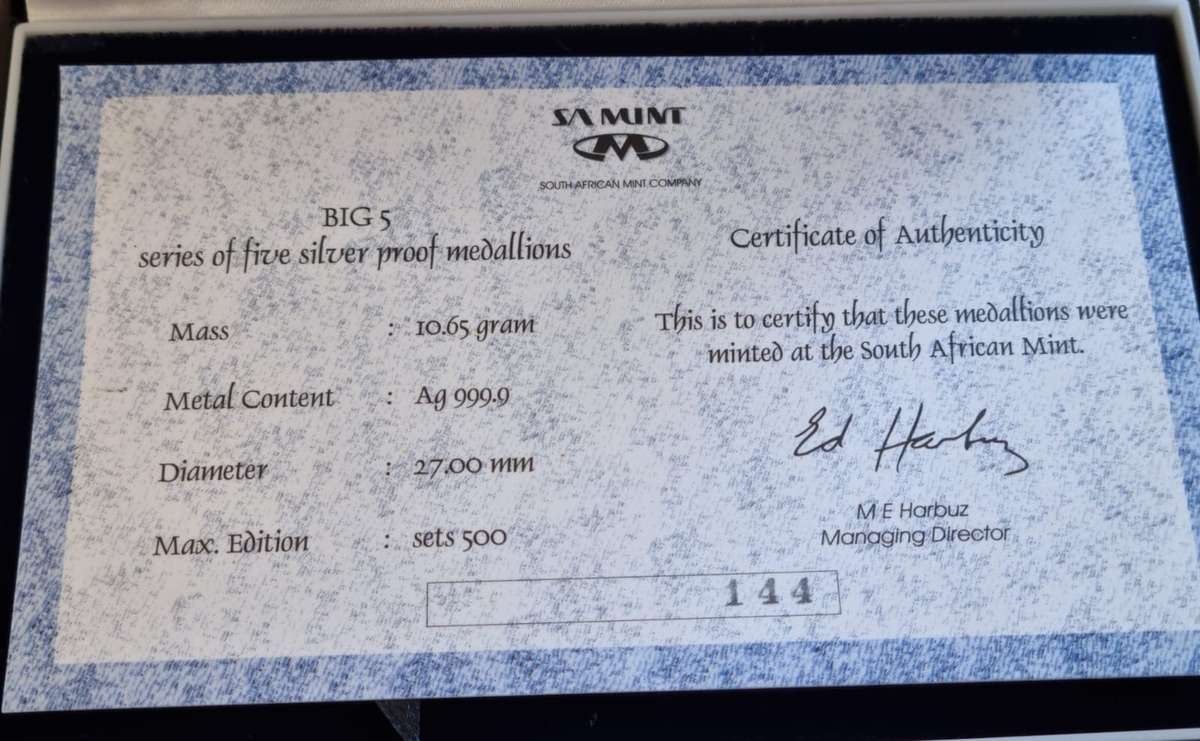 SA MINT
SOUTH AFRICAN MINT COMPANY
BIG 5
series of five silver proof medallions
Mass : 10.65 gram
Metal Content : Ag 999.9
Diameter : 27.00 mm
Max. Edition : sets 500
Certificate of Authenticity
This is to certify that these medallions were
minted at the South African Mint.
Ed Harbuz
M E Harbuz
Managing Director
144